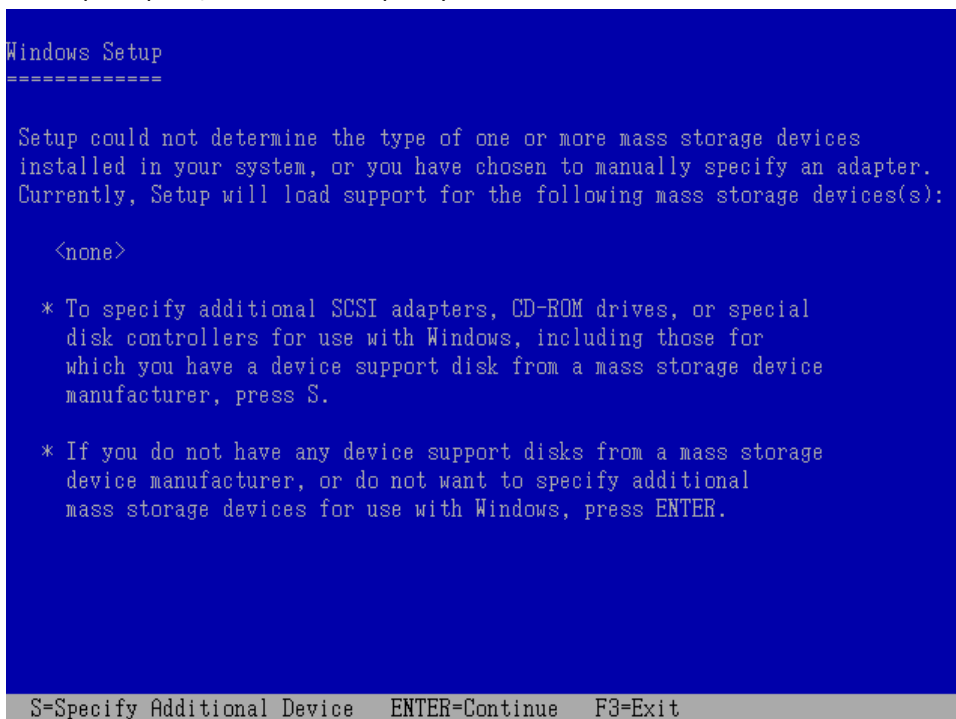 Windows Setup
=============
Setup could not determine the type of one or more mass storage devices
installed in your system, or you have chosen to manually specify an adapter.
Currently, Setup will load support for the following mass storage devices(s):
<none>
* To specify additional SCSI adapters, CD-ROM drives, or special
disk controllers for use with Windows, including those for
which you have a device support disk from a mass storage device
manufacturer, press S.
* If you do not have any device support disks from a mass storage
device manufacturer, or do not want to specify additional
mass storage devices for use with Windows, press ENTER.
S=Specify Additional Device   ENTER=Continue   F3=Exit